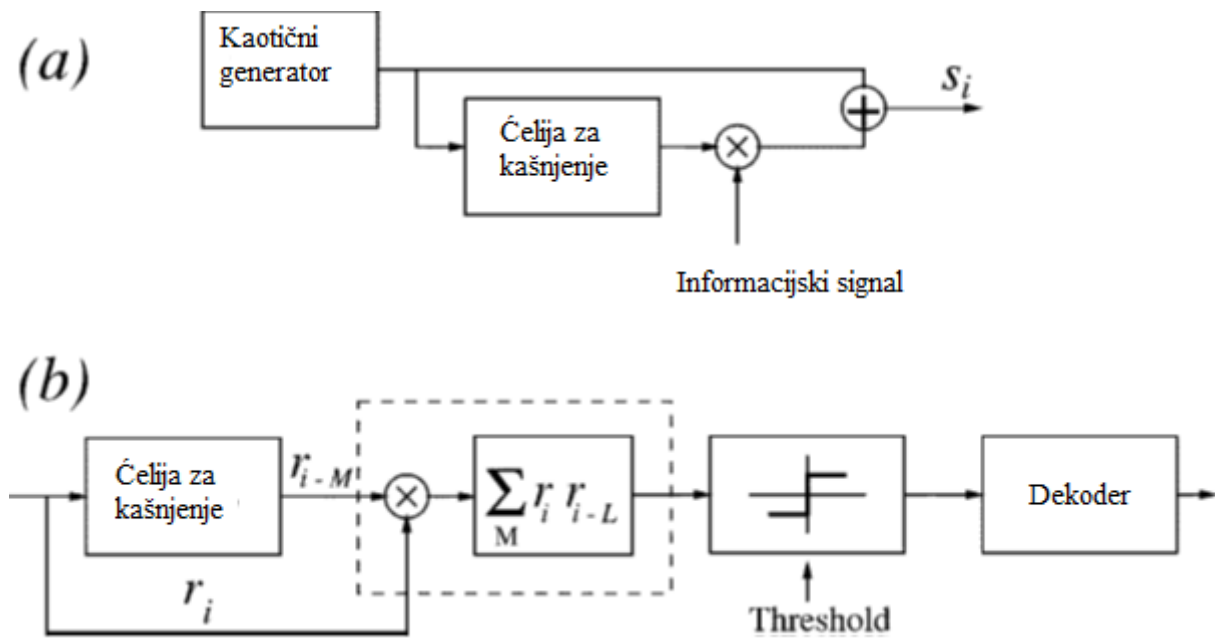 (a)
Kaotični
generator
s_i
Ćelija za
kašnjenje
Informacijski signal
(b)
Ćelija za
kašnjenje
r_{i-M}
∑_M r_i r_{i-L}
Dekoder
r_i
Threshold